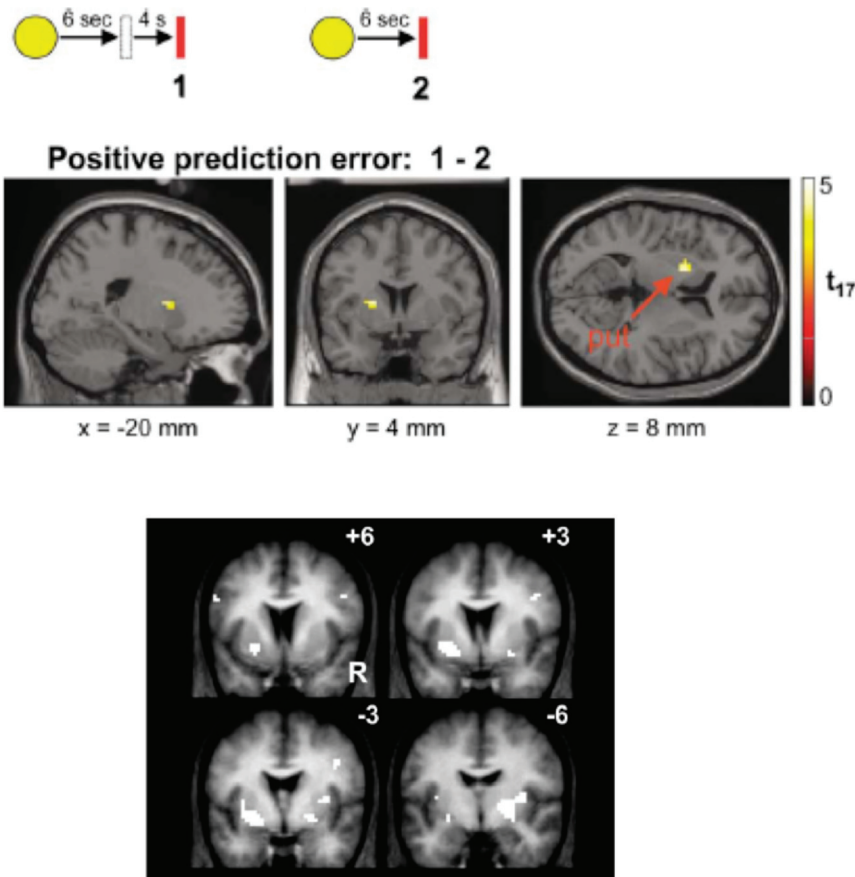 6 sec 4 s 6 sec
1 2
Positive prediction error: 1 - 2
5
t17
put
0
x = -20 mm y = 4 mm z = 8 mm
+6 +3
R
-3 -6